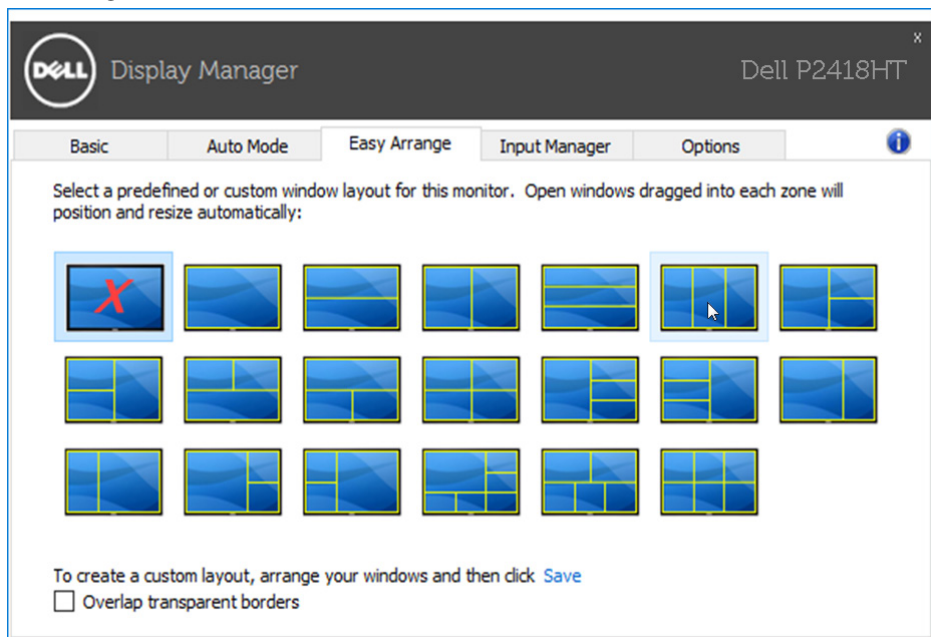 x
DELL Display Manager Dell P2418HT
Basic Auto Mode Easy Arrange Input Manager Options i
Select a predefined or custom window layout for this monitor. Open windows dragged into each zone will
position and resize automatically:
X
To create a custom layout, arrange your windows and then click Save
Overlap transparent borders